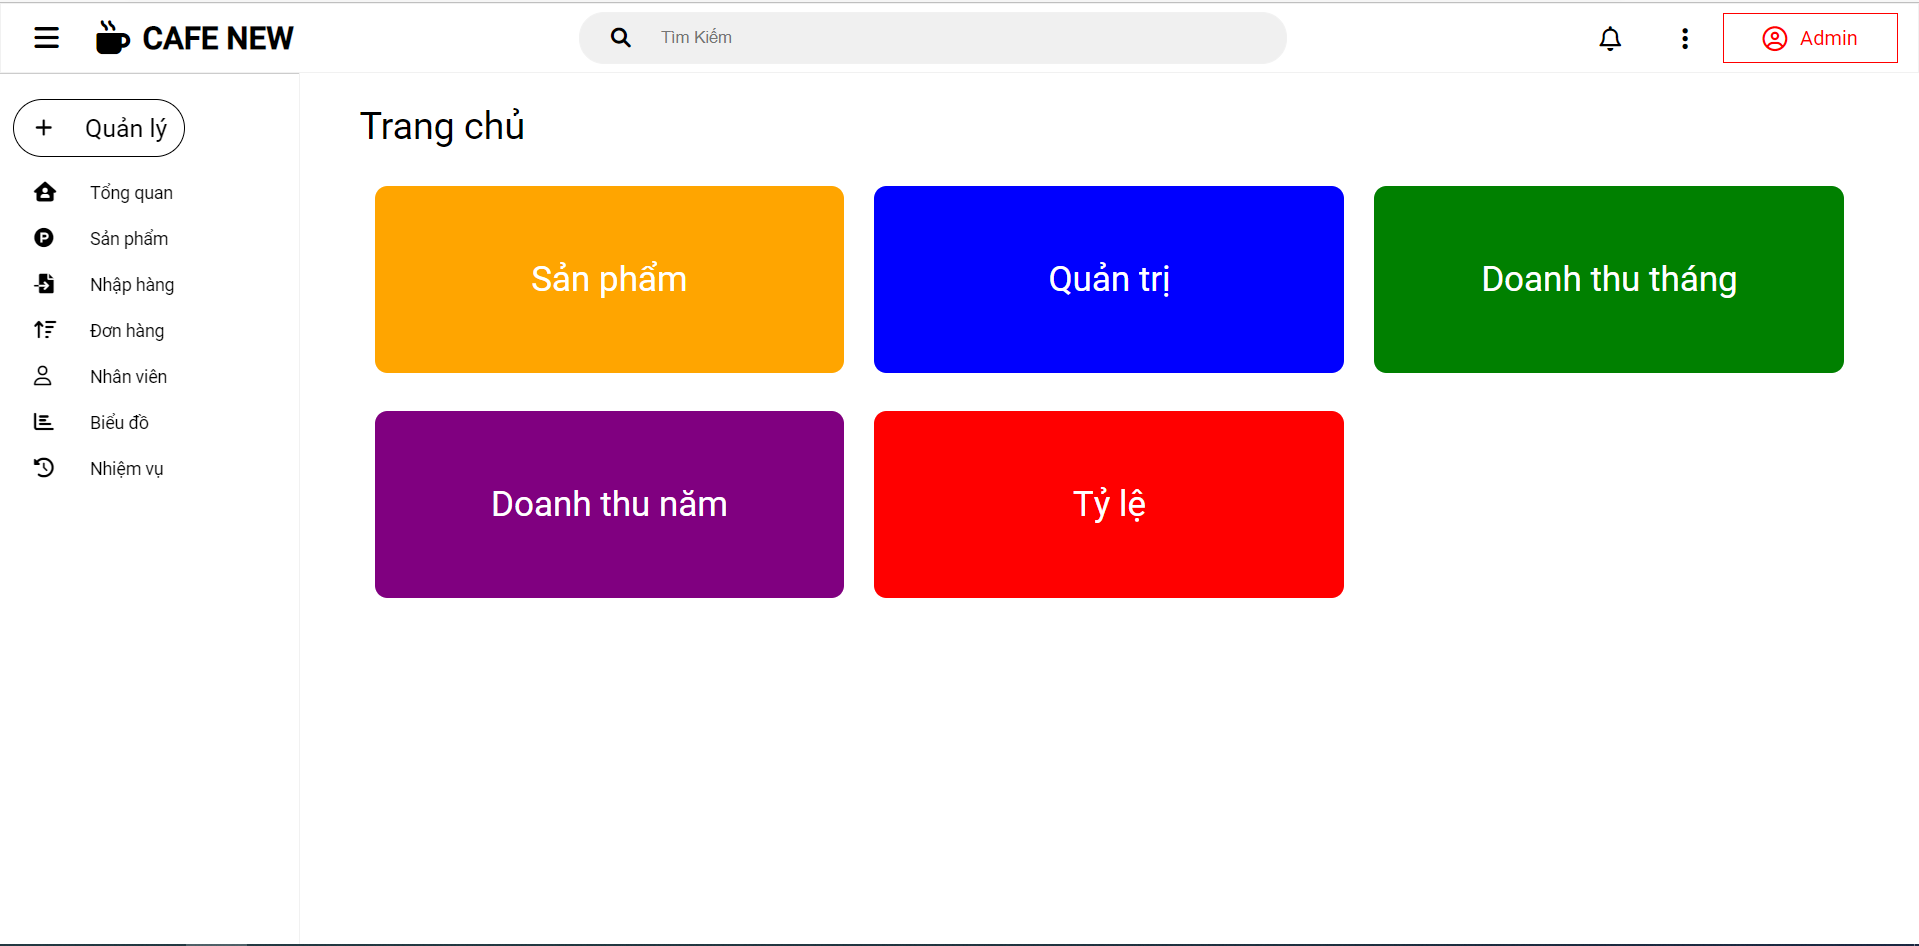 CAFE NEW
Tìm Kiếm
Admin
Quản lý
Tổng quan
Sản phẩm
Nhập hàng
Đơn hàng
Nhân viên
Biểu đồ
Nhiệm vụ
Trang chủ
Sản phẩm
Quản trị
Doanh thu tháng
Doanh thu năm
Tỷ lệ